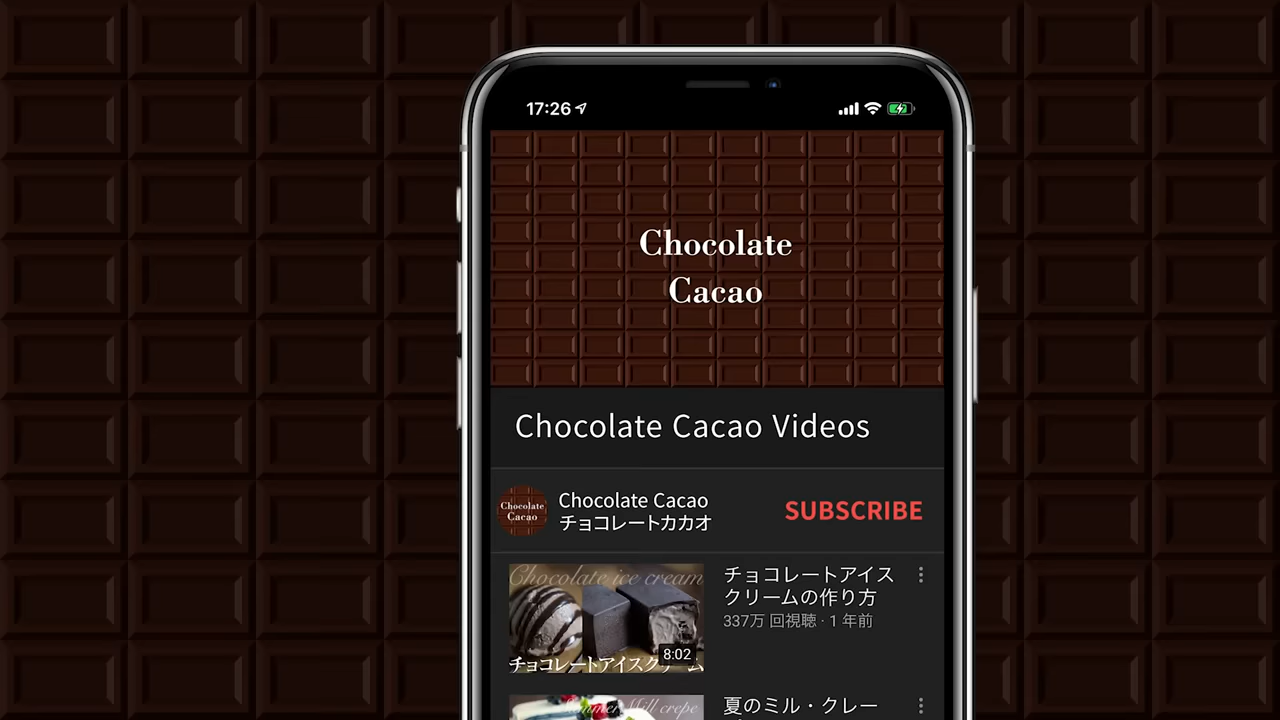 17:26
Chocolate
Cacao
Chocolate Cacao Videos
Chocolate
Cacao
Chocolate Cacao
チョコレートカカオ
SUBSCRIBE
Chocolate ice cream
チョコレートアイスクリーム
8:02
チョコレートアイス
クリームの作り方
337万 回視聴 · 1 年前
Summer Mill crepe
夏のミル・クレー